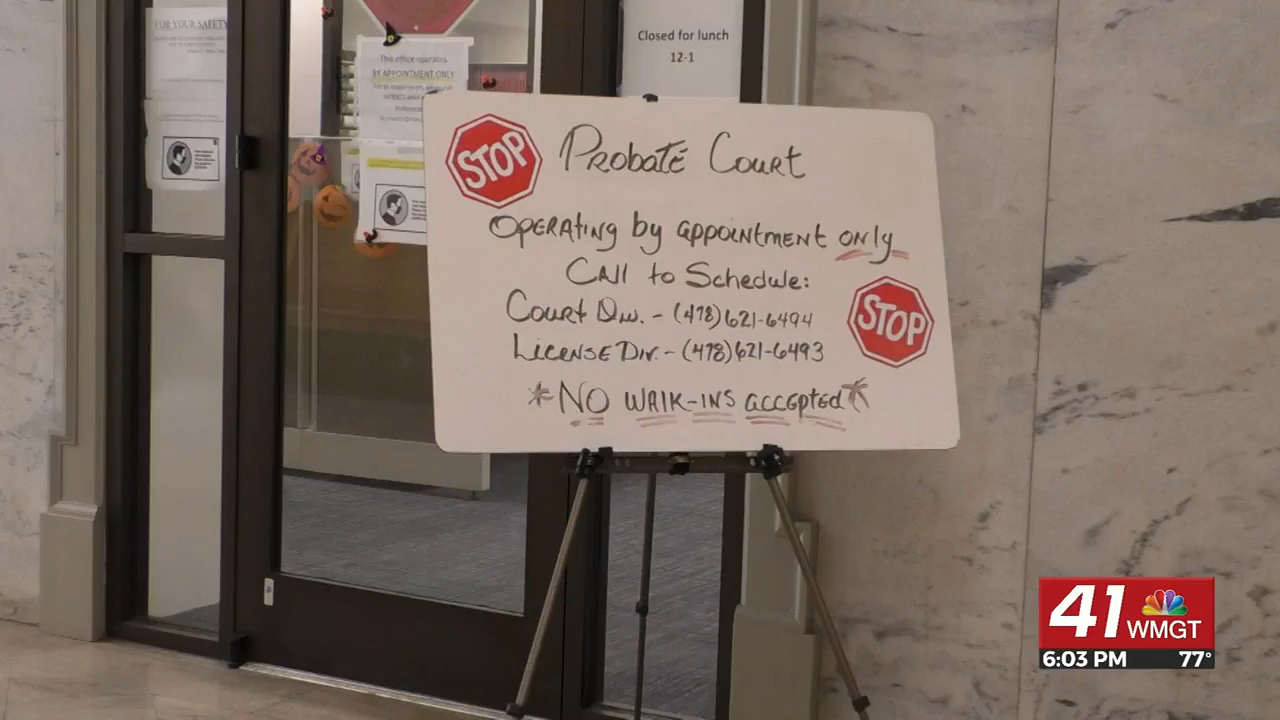 FOR YOUR SAFETY
This office operates
BY APPOINTMENT ONLY
Closed for lunch
12-1
STOP
Probate Court
Operating by appointment only
Call to Schedule:
Court Div. - (478)621-6494
License Div. - (478)621-6493
*No walk-ins accepted*
STOP
41
WMGT
6:03 PM 77°